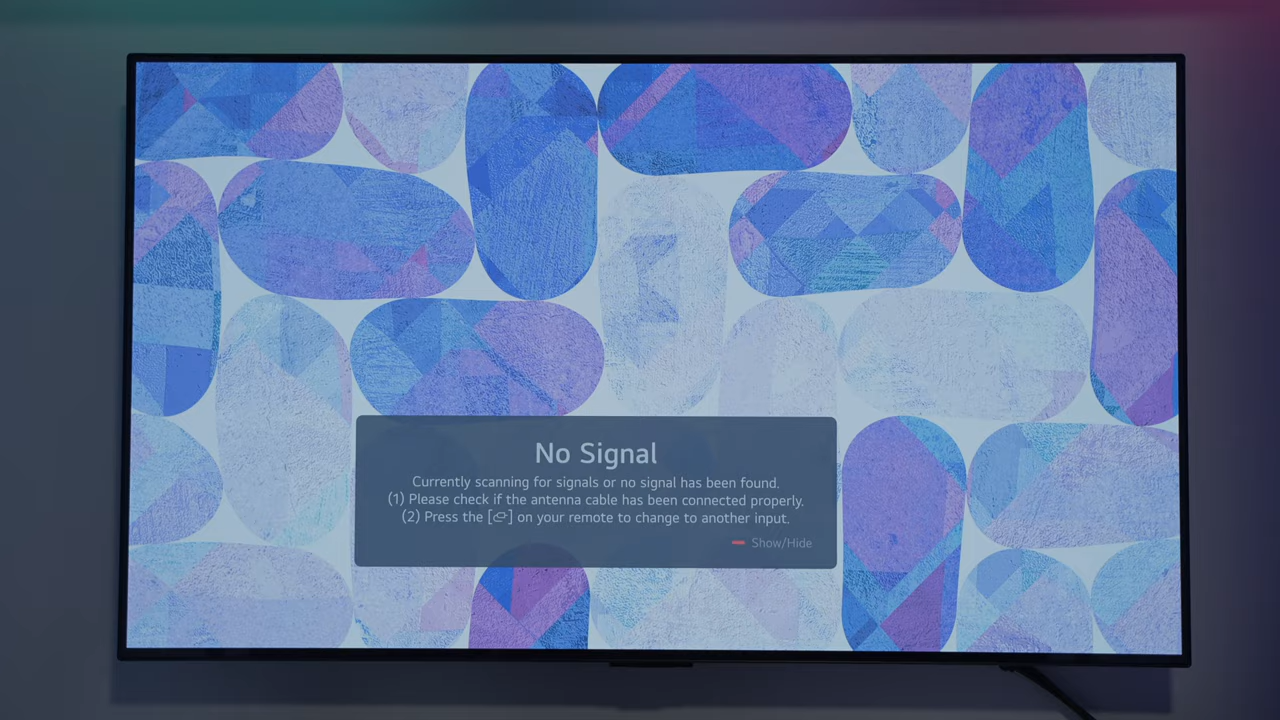 No Signal
Currently scanning for signals or no signal has been found.
(1) Please check if the antenna cable has been connected properly.
(2) Press the [⮺] on your remote to change to another input.
Show/Hide